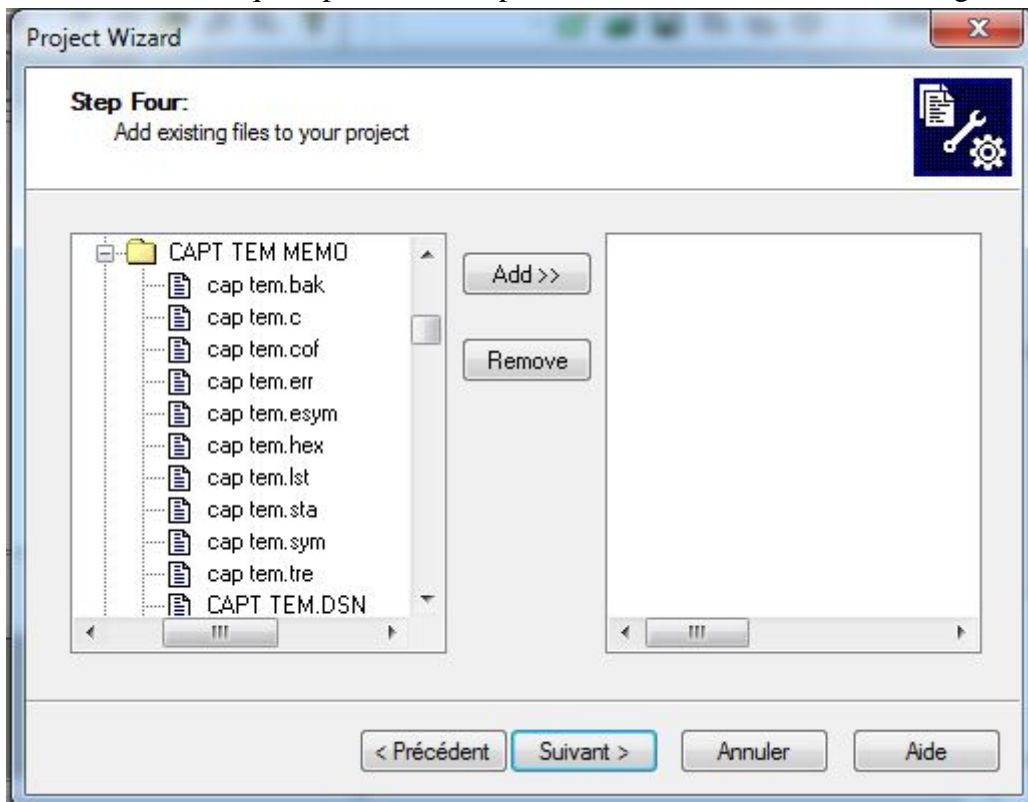 Project Wizard
Step Four:
Add existing files to your project
CAPT TEM MEMO
cap tem.bak
cap tem.c
cap tem.cof
cap tem.err
cap tem.esym
cap tem.hex
cap tem.lst
cap tem.sta
cap tem.sym
cap tem.tre
CAPT TEM.DSN
Add >>
Remove
< Précédent
Suivant >
Annuler
Aide